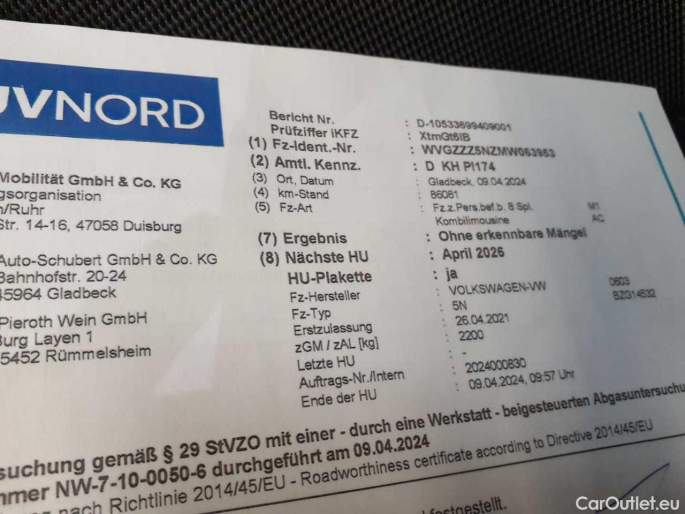 UVNORD
Mobilität GmbH & Co. KG
gsorganisation
n/Ruhr
Str. 14-16, 47058 Duisburg
Auto-Schubert GmbH & Co. KG
Bahnhofstr. 20-24
45964 Gladbeck
Pieroth Wein GmbH
Burg Layen 1
5452 Rümmelsheim
Bericht Nr. : D-10533699409001
Prüfziffer iKFZ : XtmGt6IB
(1) Fz-Ident.-Nr. : WVGZZZ5NZMW063953
(2) Amtl. Kennz. : D KH PI174
(3) Ort, Datum : Gladbeck, 09.04.2024
(4) km-Stand : 86081
(5) Fz-Art : Fz.z.Pers.bef.b. 8 Spl. M1
Kombilimousine AC
(7) Ergebnis : Ohne erkennbare Mängel
(8) Nächste HU : April 2026
HU-Plakette : ja
Fz-Hersteller : VOLKSWAGEN-VW 0603
Fz-Typ : 5N BZG14632
Erstzulassung : 26.04.2021
zGM / zAL [kg] : 2200
Letzte HU : -
Auftrags-Nr./Intern : 2024000830
Ende der HU : 09.04.2024, 09:57 Uhr
suchung gemäß § 29 StVZO mit einer - durch eine Werkstatt - beigesteuerten Abgasuntersuchu
mmer NW-7-10-0050-6 durchgeführt am 09.04.2024
nach Richtlinie 2014/45/EU - Roadworthiness certificate according to Directive 2014/45/EU
festgestellt.
CarOutlet.eu